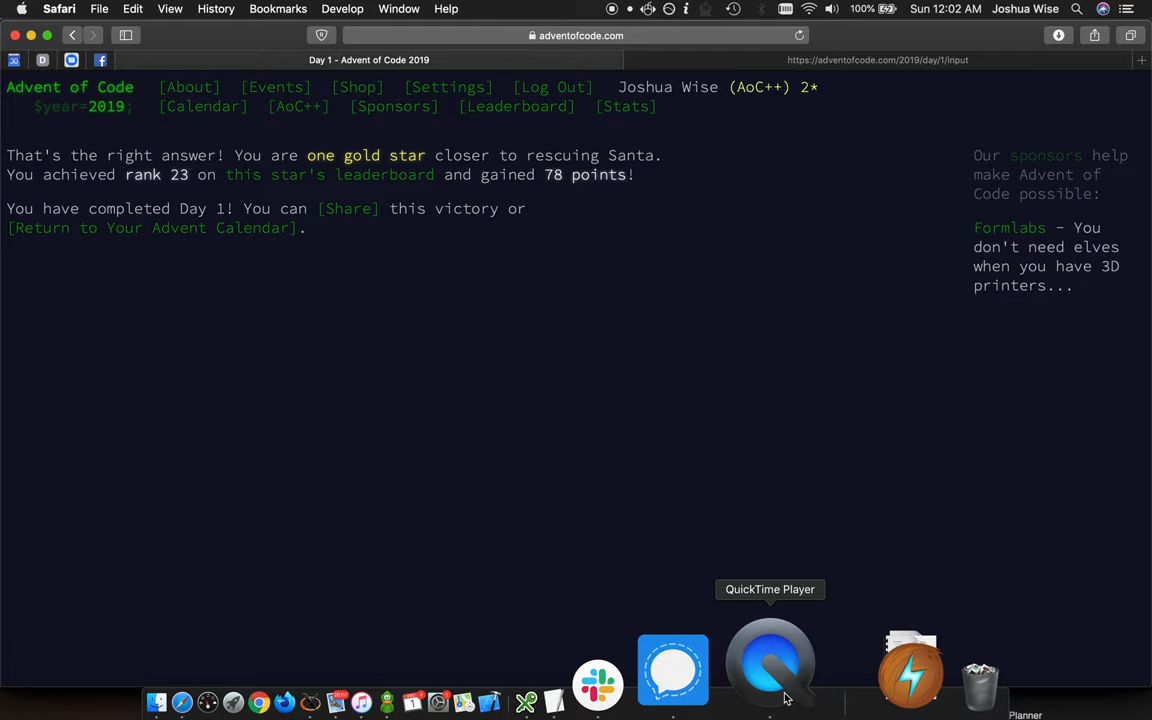 Safari File Edit View History Bookmarks Develop Window Help 100% Sun 12:02 AM Joshua Wise
adventofcode.com
Day 1 - Advent of Code 2019 https://adventofcode.com/2019/day/1/input
Advent of Code [About] [Events] [Shop] [Settings] [Log Out] Joshua Wise (AoC++) 2*
$year=2019; [Calendar] [AoC++] [Sponsors] [Leaderboard] [Stats]
That's the right answer! You are one gold star closer to rescuing Santa.
You achieved rank 23 on this star's leaderboard and gained 78 points!
You have completed Day 1! You can [Share] this victory or
[Return to Your Advent Calendar].
Our sponsors help
make Advent of
Code possible:
Formlabs - You
don't need elves
when you have 3D
printers...
QuickTime Player
Planner